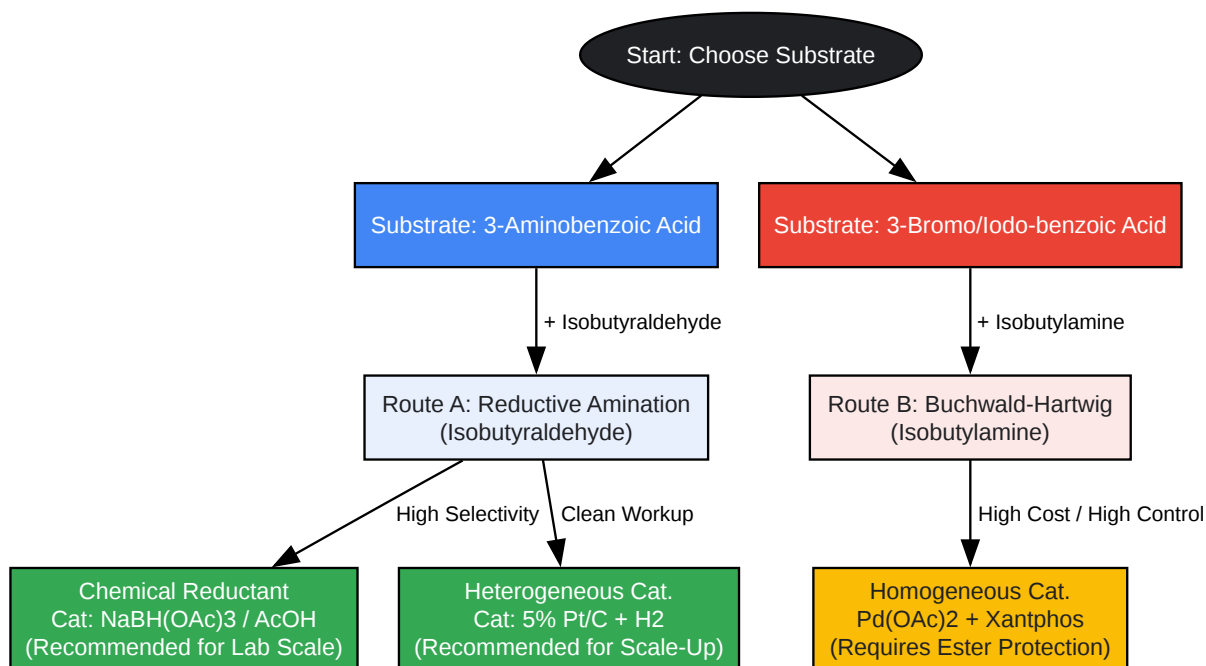 Start: Choose Substrate
Substrate: 3-Aminobenzoic Acid
Substrate: 3-Bromo/Iodo-benzoic Acid
+ Isobutyraldehyde
+ Isobutylamine
Route A: Reductive Amination
(Isobutyraldehyde)
Route B: Buchwald-Hartwig
(Isobutylamine)
High Selectivity
Clean Workup
High Cost / High Control
Chemical Reductant
Cat: NaBH(OAc)3 / AcOH
(Recommended for Lab Scale)
Heterogeneous Cat.
Cat: 5% Pt/C + H2
(Recommended for Scale-Up)
Homogeneous Cat.
Pd(OAc)2 + Xantphos
(Requires Ester Protection)